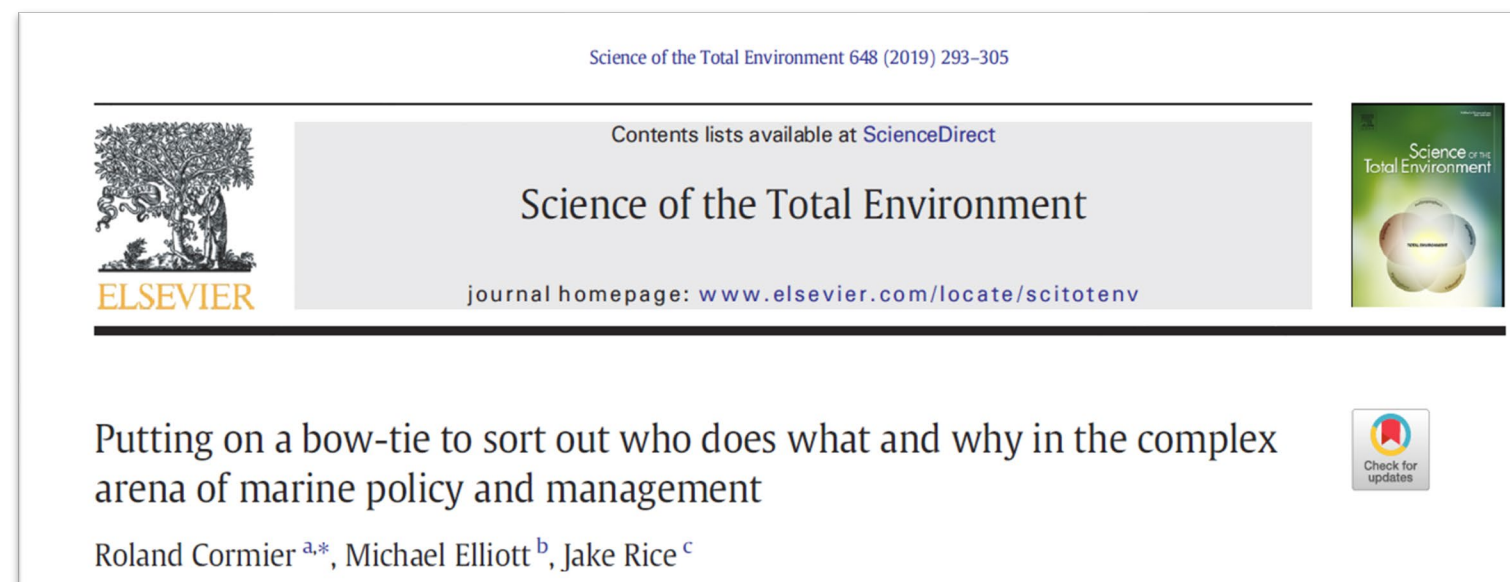 Science of the Total Environment 648 (2019) 293–305
Contents lists available at ScienceDirect
Science of the Total Environment
journal homepage: www.elsevier.com/locate/scitotenv
ELSEVIER
Science OF THE
Total Environment
TOTAL ENVIRONMENT
Putting on a bow-tie to sort out who does what and why in the complex
arena of marine policy and management
Check for
updates
Roland Cormier a,*, Michael Elliott b, Jake Rice c